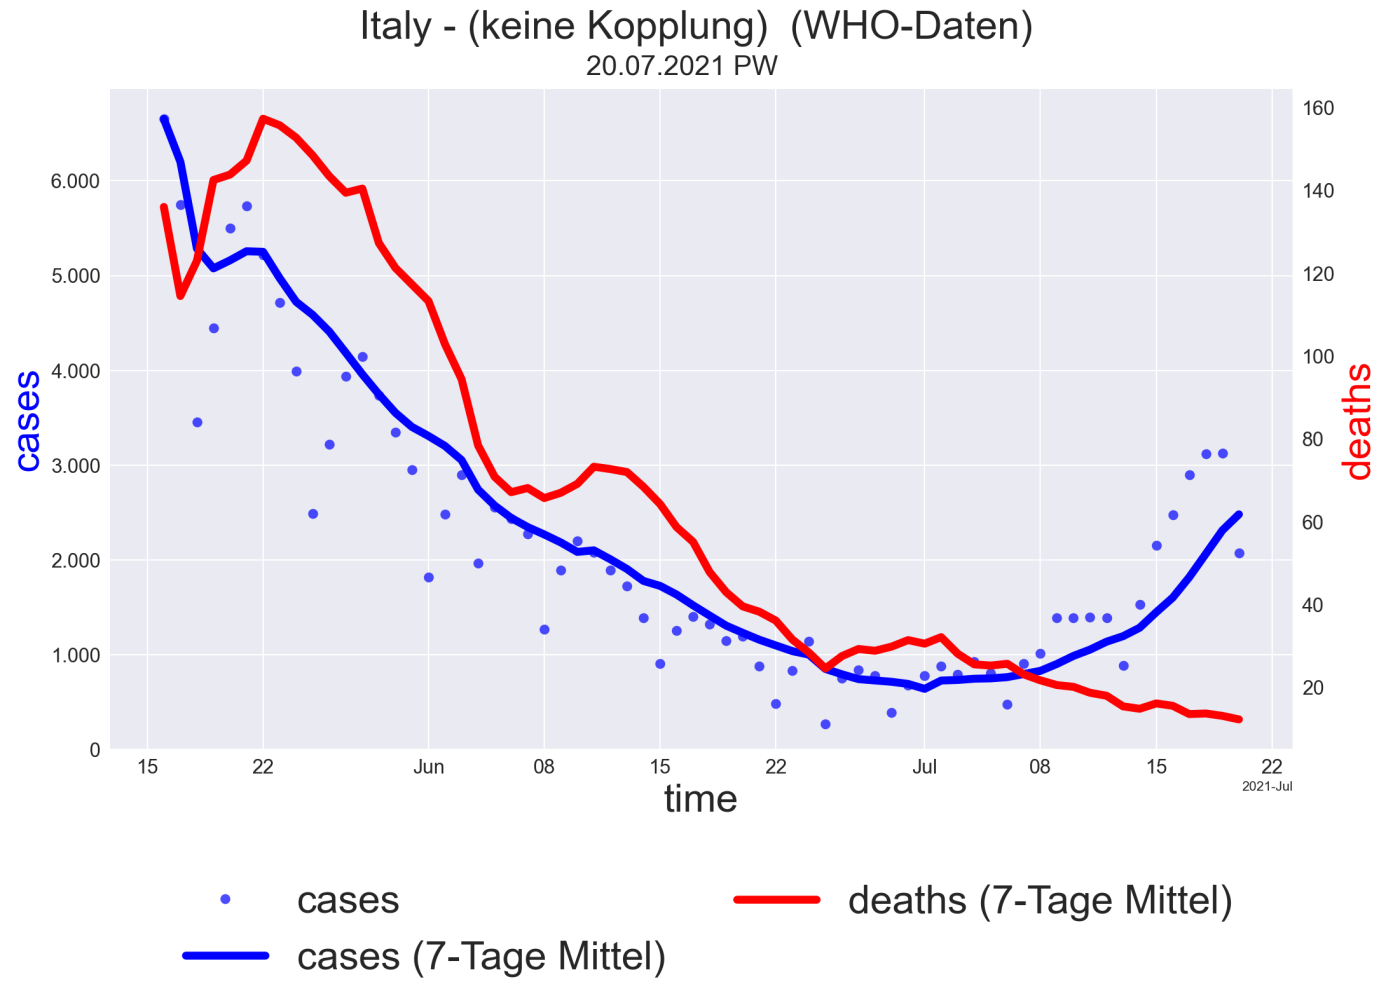 Italy - (keine Kopplung)  (WHO-Daten)
20.07.2021 PW
6.000
5.000
4.000
3.000
2.000
1.000
0
cases
160
140
120
100
80
60
40
20
deaths
15 22 Jun 08 15 22 Jul 08 15 22
2021-Jul
time
cases
cases (7-Tage Mittel)
deaths (7-Tage Mittel)